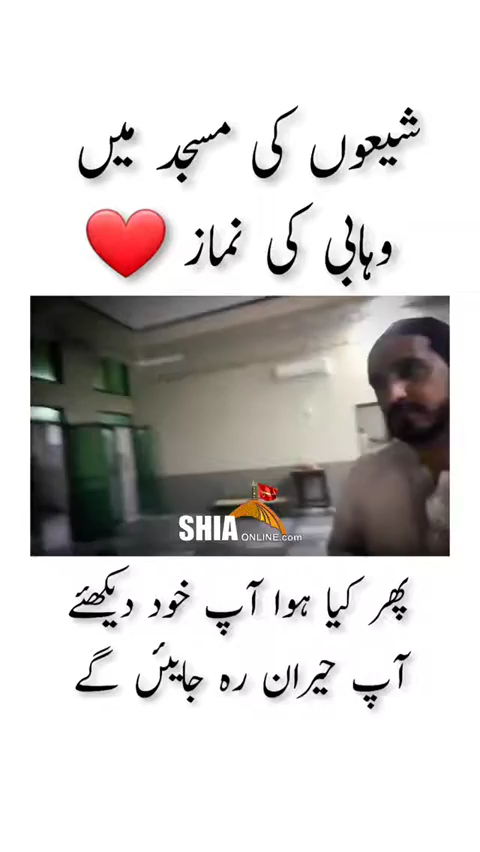 شیعوں کی مسجد میں
وہابی کی نماز ❤️
SHIA
ONLINE.com
پھر کیا ہوا آپ خود دیکھئے
آپ حیران رہ جایئں گے